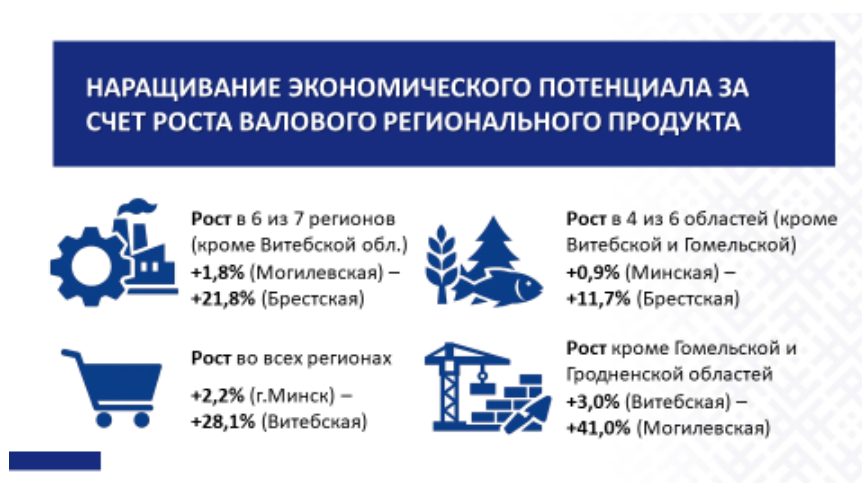 НАРАЩИВАНИЕ ЭКОНОМИЧЕСКОГО ПОТЕНЦИАЛА ЗА
СЧЕТ РОСТА ВАЛОВОГО РЕГИОНАЛЬНОГО ПРОДУКТА
Рост в 6 из 7 регионов
(кроме Витебской обл.)
+1,8% (Могилевская) –
+21,8% (Брестская)
Рост в 4 из 6 областей (кроме
Витебской и Гомельской)
+0,9% (Минская) –
+11,7% (Брестская)
Рост во всех регионах
+2,2% (г.Минск) –
+28,1% (Витебская)
Рост кроме Гомельской и
Гродненской областей
+3,0% (Витебская) –
+41,0% (Могилевская)